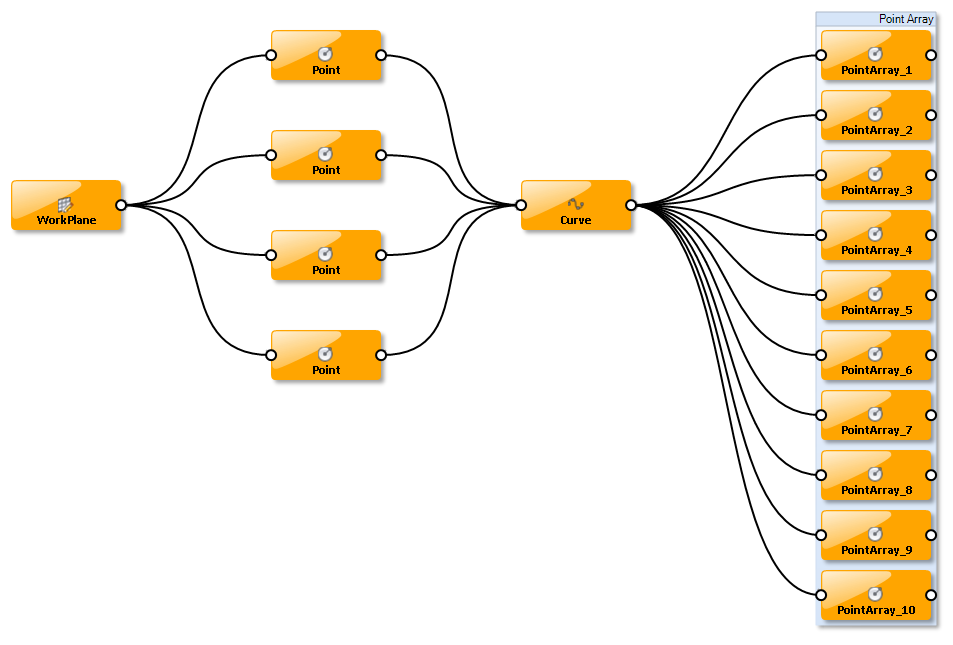 WorkPlane
Point
Point
Point
Point
Curve
Point Array
PointArray_1
PointArray_2
PointArray_3
PointArray_4
PointArray_5
PointArray_6
PointArray_7
PointArray_8
PointArray_9
PointArray_10